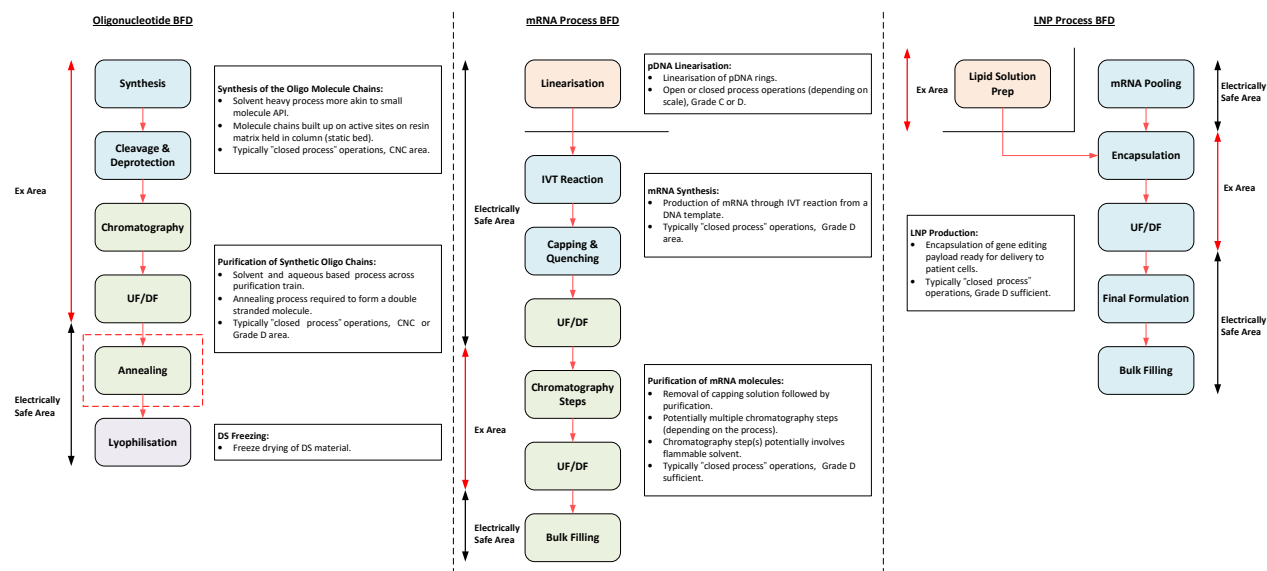 Oligonucleotide BFD
Ex Area
Electrically
Safe Area
Synthesis
Cleavage &
Deprotection
Chromatography
UF/DF
Annealing
Lyophilisation
Synthesis of the Oligo Molecule Chains:
• Solvent heavy process more akin to small
molecule API.
• Molecule chains built up on active sites on resin
matrix held in column (static bed).
• Typically "closed process" operations, CNC area.
Purification of Synthetic Oligo Chains:
• Solvent and aqueous based process across
purification train.
• Annealing process required to form a double
stranded molecule.
• Typically "closed process" operations, CNC or
Grade D area.
DS Freezing:
• Freeze drying of DS material.
mRNA Process BFD
Electrically
Safe Area
Ex Area
Electrically
Safe Area
Linearisation
IVT Reaction
Capping &
Quenching
UF/DF
Chromatography
Steps
UF/DF
Bulk Filling
pDNA Linearisation:
• Linearisation of pDNA rings.
• Open or closed process operations (depending on
scale), Grade C or D.
mRNA Synthesis:
• Production of mRNA through IVT reaction from a
DNA template.
• Typically "closed process" operations, Grade D
area.
Purification of mRNA molecules:
• Removal of capping solution followed by
purification.
• Potentially multiple chromatography steps
(depending on the process).
• Chromatography step(s) potentially involves
flammable solvent.
• Typically "closed process" operations, Grade D
sufficient.
LNP Process BFD
Ex Area
Lipid Solution
Prep
mRNA Pooling
Encapsulation
UF/DF
Final Formulation
Bulk Filling
Electrically
Safe Area
Ex Area
Electrically
Safe Area
LNP Production:
• Encapsulation of gene editing
payload ready for delivery to
patient cells.
• Typically "closed process"
operations, Grade D sufficient.